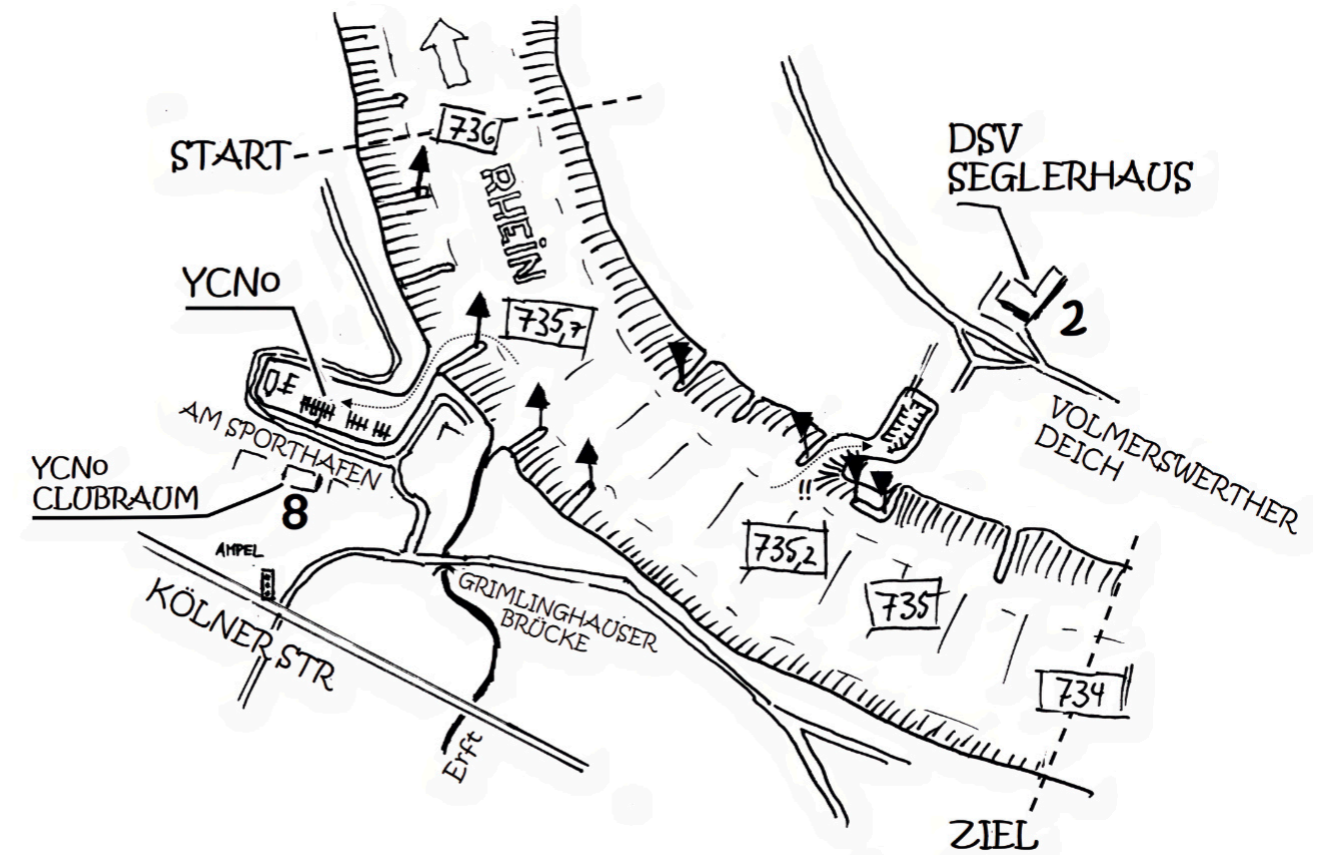 START
736
RHEIN
DSV
SEGLERHAUS
2
YCNo
735,7
AM SPORTHAFEN
VOLMERSWERTHER
DEICH
YCNo
CLUBRAUM
8
!!
735,2
AMPEL
735
KÖLNER STR
GRIMLINGHAUSER
BRÜCKE
734
Erft
ZIEL